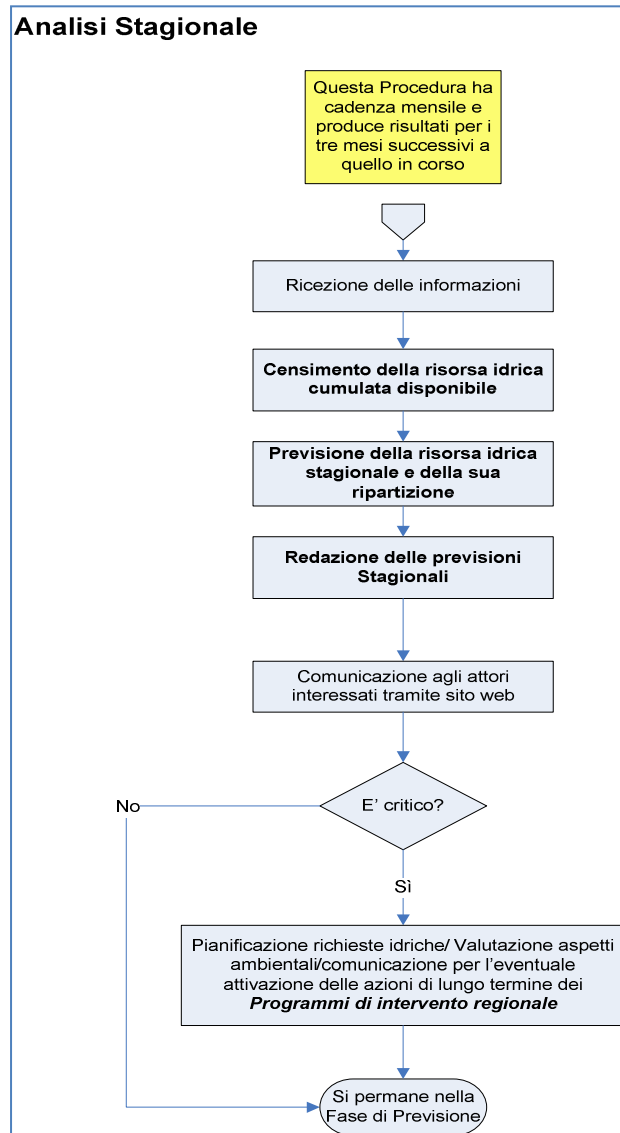 Analisi Stagionale
Questa Procedura ha
cadenza mensile e
produce risultati per i
tre mesi successivi a
quello in corso
Ricezione delle informazioni
Censimento della risorsa idrica
cumulata disponibile
Previsione della risorsa idrica
stagionale e della sua
ripartizione
Redazione delle previsioni
Stagionali
Comunicazione agli attori
interessati tramite sito web
No
E' critico?
Sì
Pianificazione richieste idriche/ Valutazione aspetti
ambientali/comunicazione per l'eventuale
attivazione delle azioni di lungo termine dei
Programmi di intervento regionale
Si permane nella
Fase di Previsione